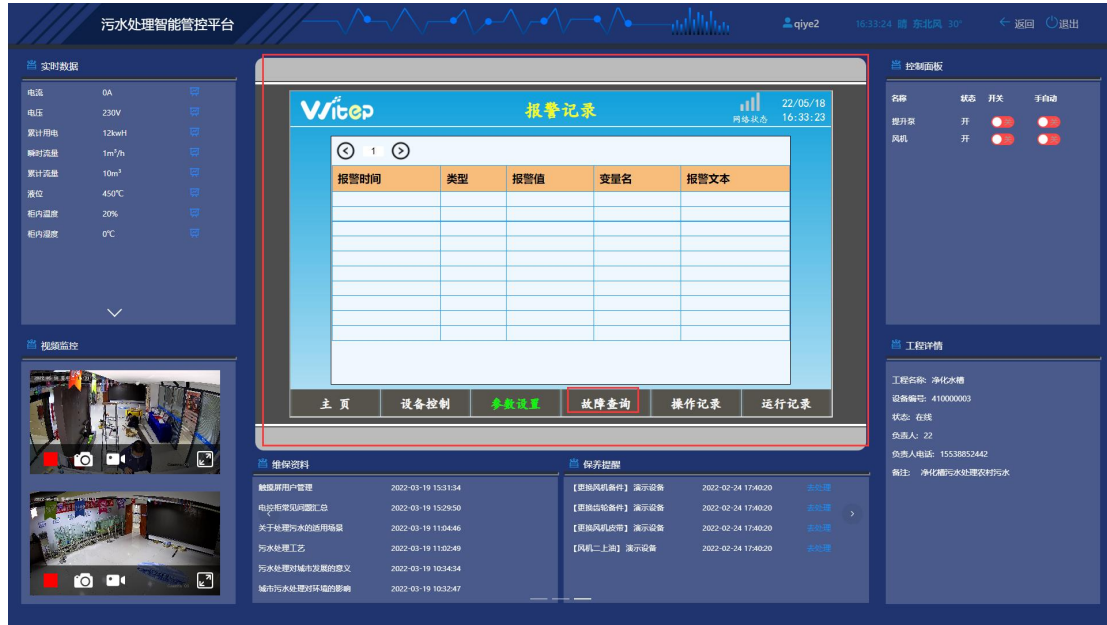 污水处理智能管控平台
qiye2
16:33:24 晴 东北风 30°
返回
退出
实时数据
电流 0A
电压 230V
累计用电 12kwH
瞬时流量 1m³/h
累计流量 10m³
液位 450℃
柜内温度 20%
柜内湿度 0℃
视频监控
Witep
报警记录
网络状态
22/05/18
16:33:23
1
报警时间 类型 报警值 变量名 报警文本
主 页 设备控制 参数设置 故障查询 操作记录 运行记录
维保资料
触摸屏用户管理 2022-03-19 15:31:34
电控柜常见问题汇总 2022-03-19 15:29:50
关于处理污水的适用场景 2022-03-19 11:04:46
污水处理工艺 2022-03-19 11:02:49
污水处理对城市发展的意义 2022-03-19 10:34:34
城市污水处理对环境的影响 2022-03-19 10:32:47
保养提醒
【更换风机备件】演示设备 2022-02-24 17:40:20 去处理
【更换齿轮备件】演示设备 2022-02-24 17:40:20 去处理
【更换风机皮带】演示设备 2022-02-24 17:40:20 去处理
【风机二上油】演示设备 2022-02-24 17:40:20 去处理
控制面板
名称 状态 开关 手自动
提升泵 开
风机 开
工程详情
工程名称: 净化水槽
设备编号: 410000003
状态: 在线
负责人: 22
负责人电话: 15538852442
备注: 净化槽污水处理农村污水